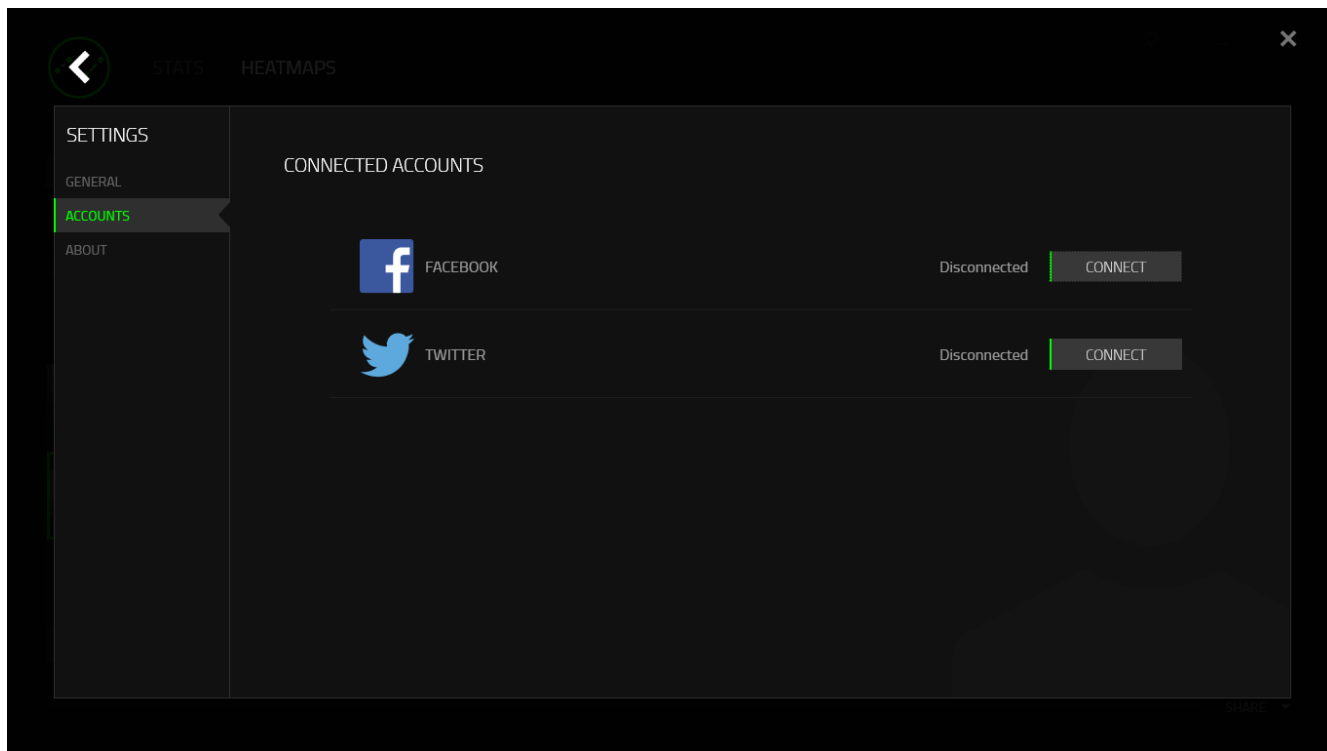 STATS HEATMAPS
SETTINGS
GENERAL
ACCOUNTS
ABOUT
CONNECTED ACCOUNTS
FACEBOOK Disconnected CONNECT
TWITTER Disconnected CONNECT
SHARE